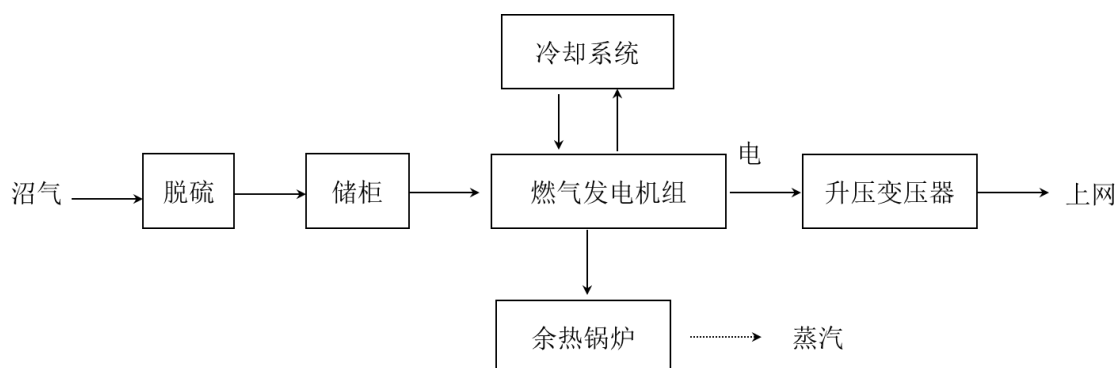 冷却系统
电
沼气
脱硫
储柜
燃气发电机组
升压变压器
上网
余热锅炉
蒸汽